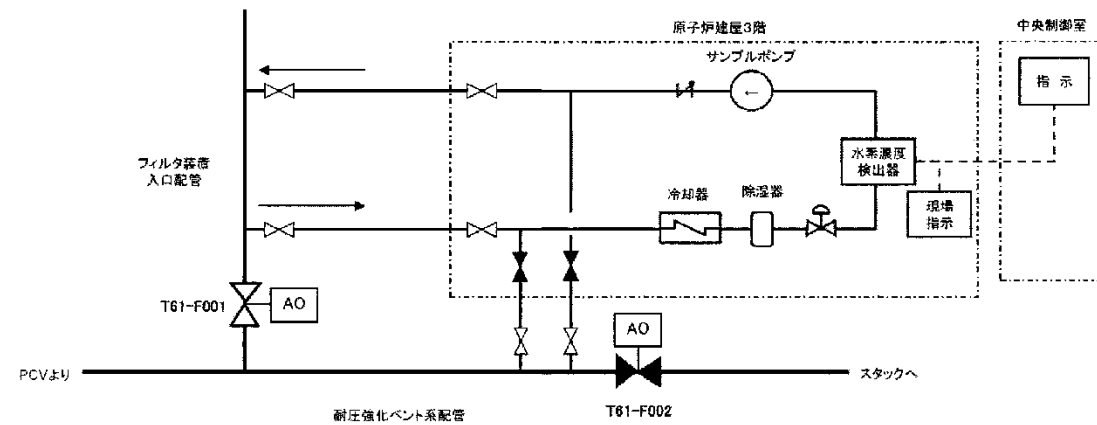 原子炉建屋3階
中央制御室
サンプルポンプ
指 示
←
フィルタ装置
入口配管
水素濃度
検出器
冷却器
除湿器
現場
指示
T61-F001
AO
AO
PCVより
スタックへ
T61-F002
耐圧強化ベント系配管